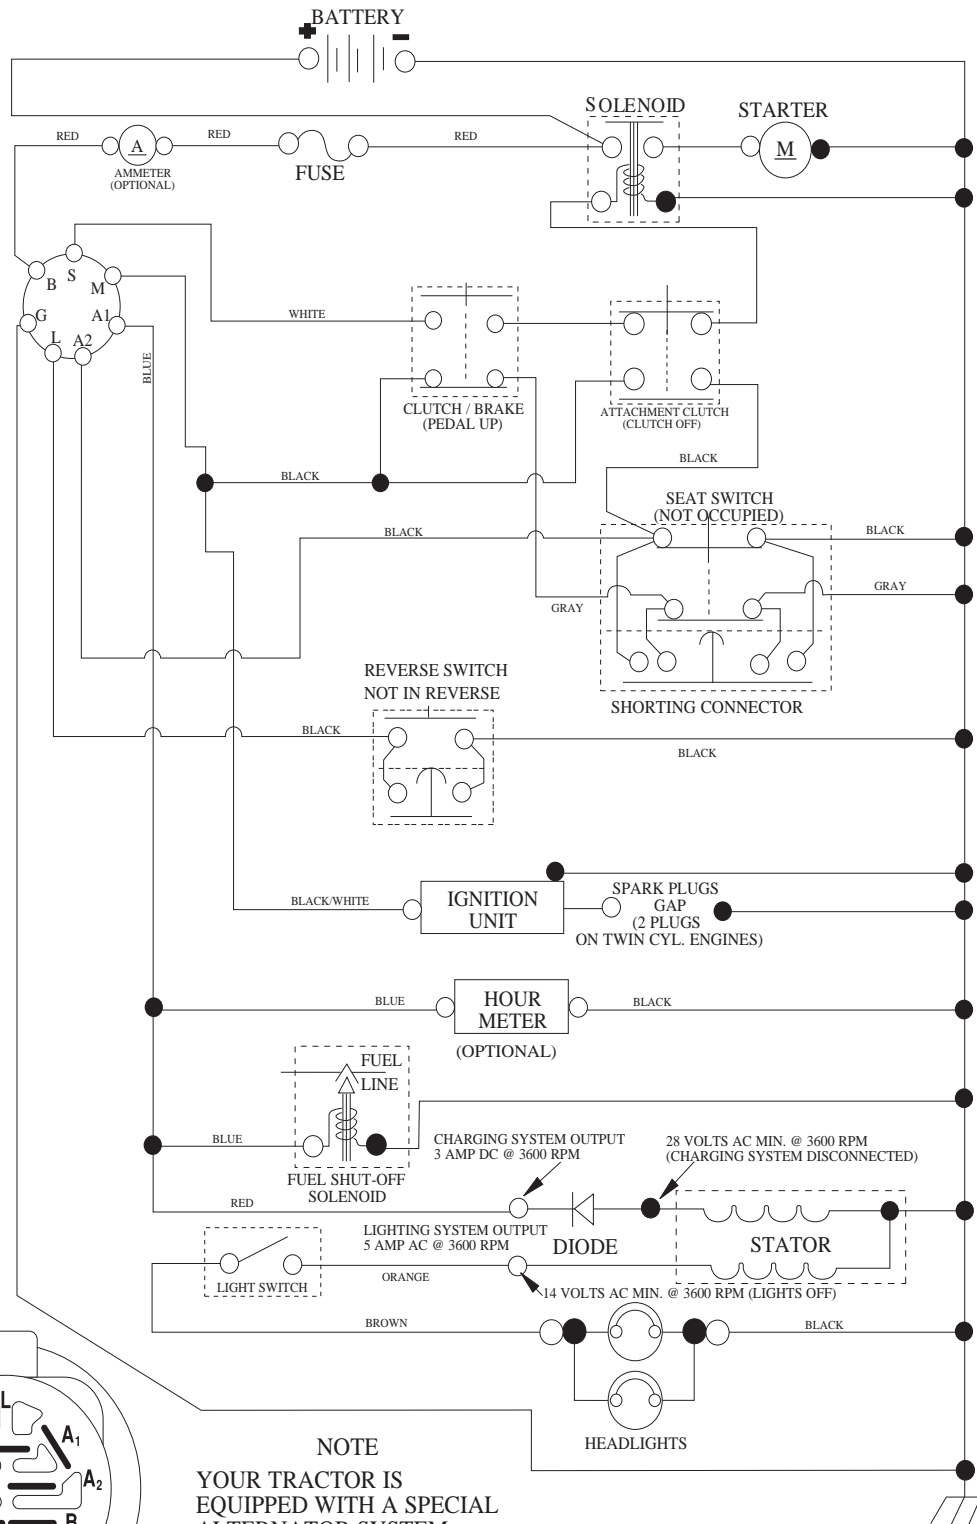 BATTERY
+ -
SOLENOID
STARTER
RED
A
RED
FUSE
RED
M
AMMETER
(OPTIONAL)
B
S
M
G
A1
L
A2
BLUE
WHITE
CLUTCH / BRAKE
(PEDAL UP)
ATTACHMENT CLUTCH
(CLUTCH OFF)
BLACK
BLACK
SEAT SWITCH
(NOT OCCUPIED)
BLACK
BLACK
GRAY
GRAY
SHORTING CONNECTOR
REVERSE SWITCH
NOT IN REVERSE
BLACK
BLACK
BLACK/WHITE
IGNITION
UNIT
SPARK PLUGS
GAP
(2 PLUGS
ON TWIN CYL. ENGINES)
BLUE
HOUR
METER
BLACK
(OPTIONAL)
FUEL
LINE
BLUE
FUEL SHUT-OFF
SOLENOID
CHARGING SYSTEM OUTPUT
3 AMP DC @ 3600 RPM
28 VOLTS AC MIN. @ 3600 RPM
(CHARGING SYSTEM DISCONNECTED)
RED
LIGHTING SYSTEM OUTPUT
5 AMP AC @ 3600 RPM
DIODE
STATOR
LIGHT SWITCH
ORANGE
14 VOLTS AC MIN. @ 3600 RPM (LIGHTS OFF)
BROWN
BLACK
HEADLIGHTS
L
A1
A2
B
NOTE
YOUR TRACTOR IS
EQUIPPED WITH A SPECIAL
ALTERNATOR SYSTEM